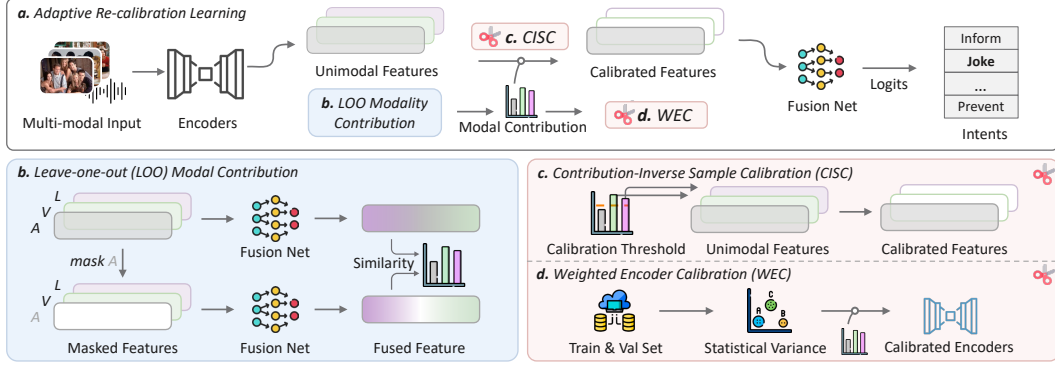 a. Adaptive Re-calibration Learning
Multi-modal Input
Encoders
Unimodal Features
c. CISC
Calibrated Features
b. LOO Modality
Contribution
Modal Contribution
d. WEC
Fusion Net
Logits
Inform
Joke
...
Prevent
Intents
b. Leave-one-out (LOO) Modal Contribution
L
V
A
Fusion Net
mask A
Similarity
L
V
A
Masked Features
Fusion Net
Fused Feature
c. Contribution-Inverse Sample Calibration (CISC)
Calibration Threshold
Unimodal Features
Calibrated Features
d. Weighted Encoder Calibration (WEC)
C
A
B
Train & Val Set
Statistical Variance
Calibrated Encoders